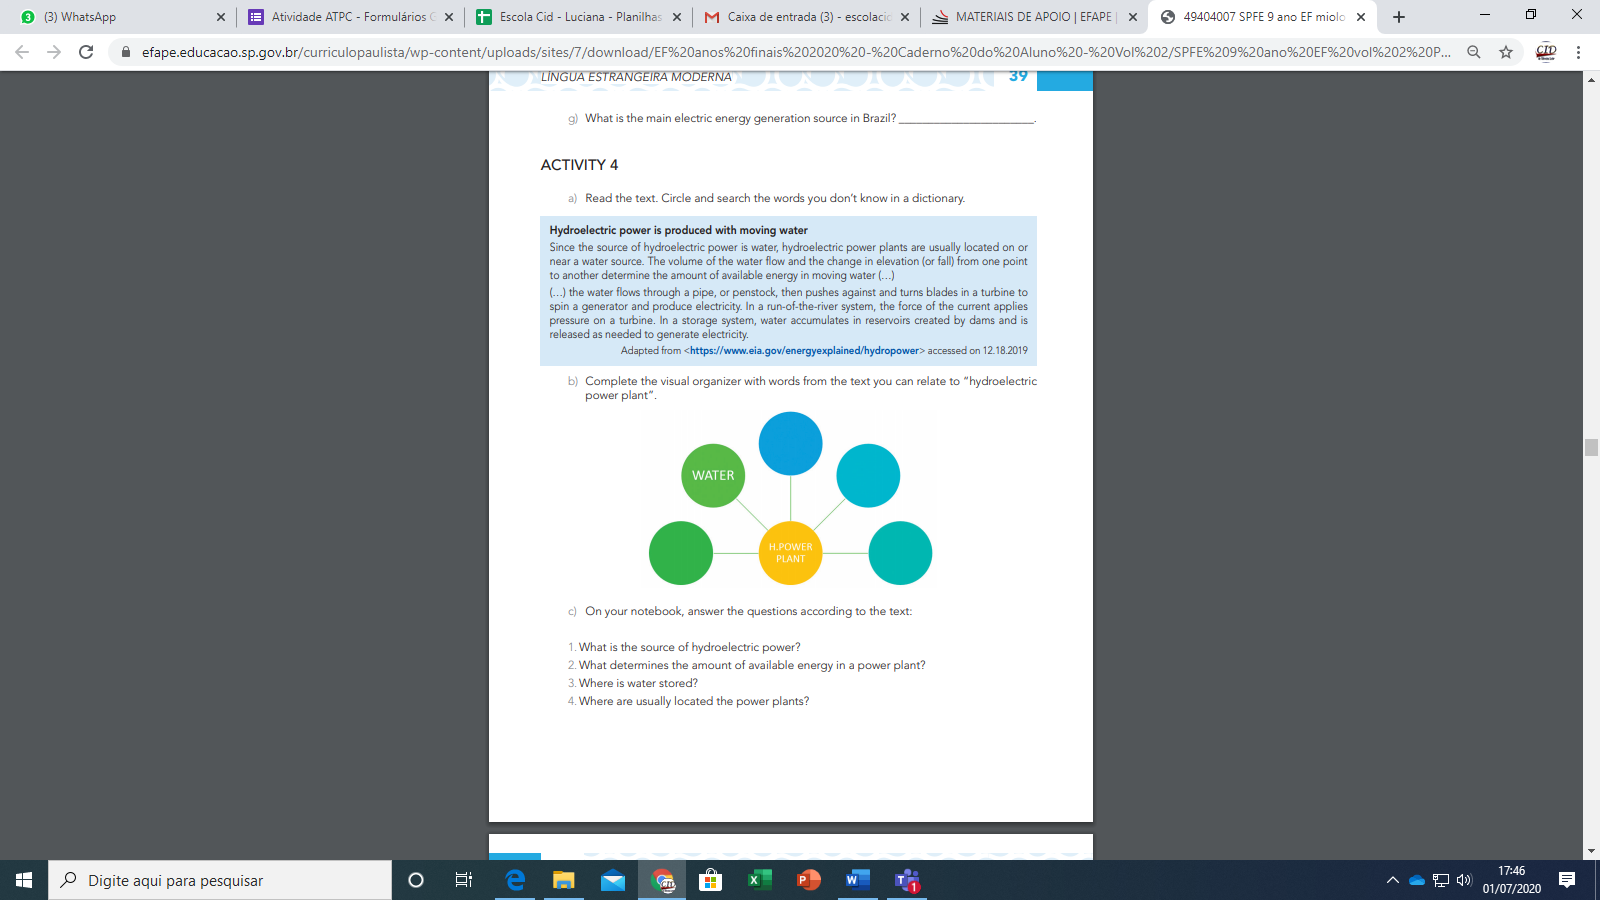 (3) WhatsApp
Atividade ATPC - Formulários G
Escola Cid - Luciana - Planilhas
Caixa de entrada (3) - escolacid
MATERIAIS DE APOIO | EFAPE |
49404007 SPFE 9 ano EF miolo
efape.educacao.sp.gov.br/curriculopaulista/wp-content/uploads/sites/7/download/EF%20anos%20finais%202020%20-%20Caderno%20do%20Aluno%20-%20Vol%202/SPFE%209%20ano%20EF%20vol%202%20P...
LÍNGUA ESTRANGEIRA MODERNA 39
g) What is the main electric energy generation source in Brazil? ______________________.
ACTIVITY 4
a) Read the text. Circle and search the words you don't know in a dictionary.
Hydroelectric power is produced with moving water
Since the source of hydroelectric power is water, hydroelectric power plants are usually located on or
near a water source. The volume of the water flow and the change in elevation (or fall) from one point
to another determine the amount of available energy in moving water (...)
(...) the water flows through a pipe, or penstock, then pushes against and turns blades in a turbine to
spin a generator and produce electricity. In a run-of-the-river system, the force of the current applies
pressure on a turbine. In a storage system, water accumulates in reservoirs created by dams and is
released as needed to generate electricity.
Adapted from <https://www.eia.gov/energyexplained/hydropower> accessed on 12.18.2019
b) Complete the visual organizer with words from the text you can relate to "hydroelectric
power plant".
WATER
H.POWER
PLANT
c) On your notebook, answer the questions according to the text:
1. What is the source of hydroelectric power?
2. What determines the amount of available energy in a power plant?
3. Where is water stored?
4. Where are usually located the power plants?
Digite aqui para pesquisar
17:46
01/07/2020